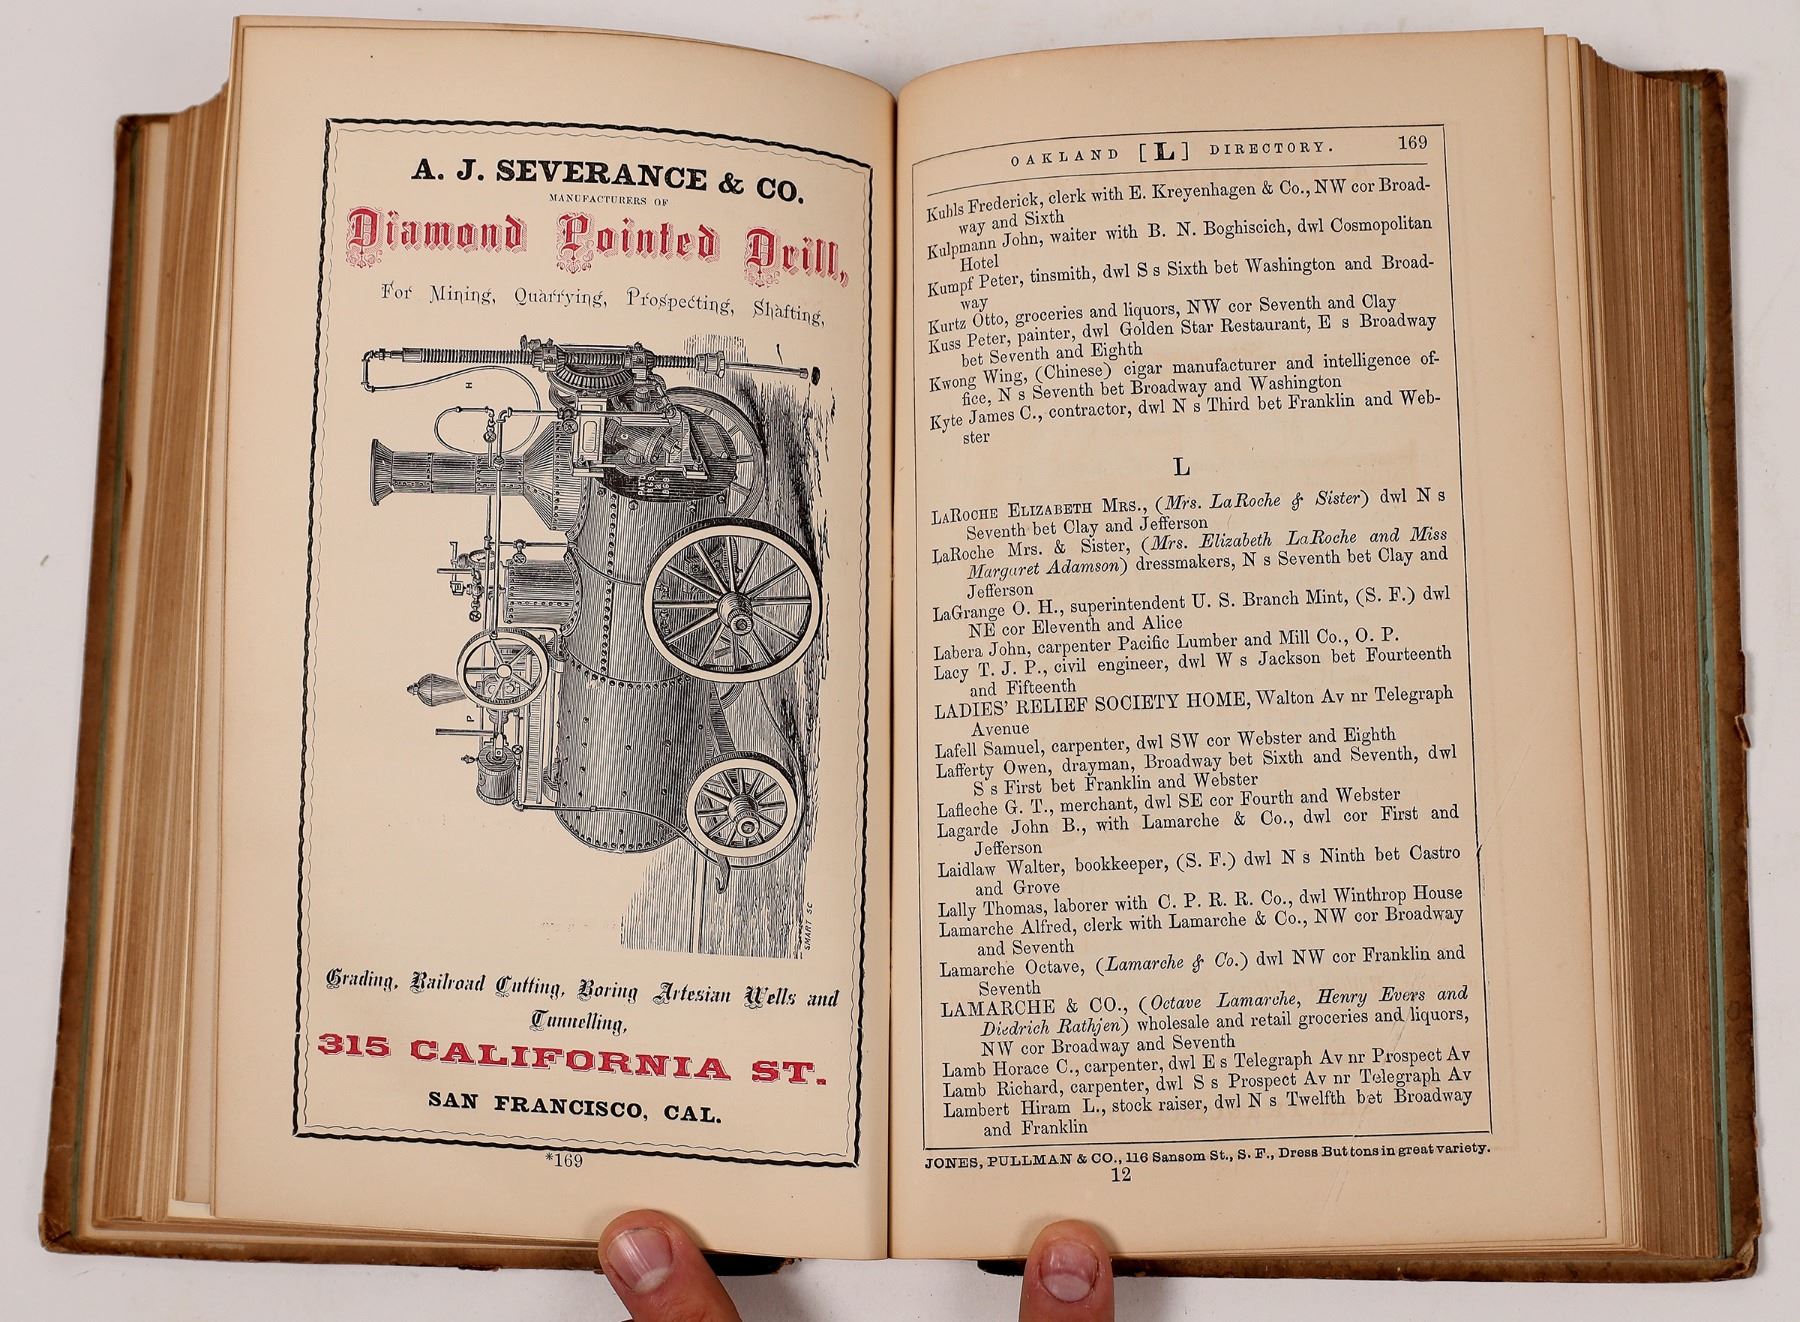 A. J. SEVERANCE & CO.
MANUFACTURERS OF
Diamond Pointed Drill,
For Mining, Quarrying, Prospecting, Shafting,
H
C
PAT'D
1863
&
1869
P
SMART SC
Grading, Railroad Cutting, Boring Artesian Wells and
Tunnelling,
315 CALIFORNIA ST.
SAN FRANCISCO, CAL.
*169
OAKLAND [L] DIRECTORY. 169
Kuhls Frederick, clerk with E. Kreyenhagen & Co., NW cor Broad-
way and Sixth
Kulpmann John, waiter with B. N. Boghiscich, dwl Cosmopolitan
Hotel
Kumpf Peter, tinsmith, dwl S s Sixth bet Washington and Broad-
way
Kurtz Otto, groceries and liquors, NW cor Seventh and Clay
Kuss Peter, painter, dwl Golden Star Restaurant, E s Broadway
bet Seventh and Eighth
Kwong Wing, (Chinese) cigar manufacturer and intelligence of-
fice, N s Seventh bet Broadway and Washington
Kyte James C., contractor, dwl N s Third bet Franklin and Web-
ster
L
LAROCHE ELIZABETH MRS., (Mrs. LaRoche & Sister) dwl N s
Seventh bet Clay and Jefferson
LaRoche Mrs. & Sister, (Mrs. Elizabeth LaRoche and Miss
Margaret Adamson) dressmakers, N s Seventh bet Clay and
Jefferson
LaGrange O. H., superintendent U. S. Branch Mint, (S. F.) dwl
NE cor Eleventh and Alice
Labera John, carpenter Pacific Lumber and Mill Co., O. P.
Lacy T. J. P., civil engineer, dwl W s Jackson bet Fourteenth
and Fifteenth
LADIES' RELIEF SOCIETY HOME, Walton Av nr Telegraph
Avenue
Lafell Samuel, carpenter, dwl SW cor Webster and Eighth
Lafferty Owen, drayman, Broadway bet Sixth and Seventh, dwl
S s First bet Franklin and Webster
Lafleche G. T., merchant, dwl SE cor Fourth and Webster
Lagarde John B., with Lamarche & Co., dwl cor First and
Jefferson
Laidlaw Walter, bookkeeper, (S. F.) dwl N s Ninth bet Castro
and Grove
Lally Thomas, laborer with C. P. R. R. Co., dwl Winthrop House
Lamarche Alfred, clerk with Lamarche & Co., NW cor Broadway
and Seventh
Lamarche Octave, (Lamarche & Co.) dwl NW cor Franklin and
Seventh
LAMARCHE & CO., (Octave Lamarche, Henry Evers and
Diedrich Rathjen) wholesale and retail groceries and liquors,
NW cor Broadway and Seventh
Lamb Horace C., carpenter, dwl E s Telegraph Av nr Prospect Av
Lamb Richard, carpenter, dwl S s Prospect Av nr Telegraph Av
Lambert Hiram L., stock raiser, dwl N s Twelfth bet Broadway
and Franklin
JONES, PULLMAN & CO., 116 Sansom St., S. F., Dress Buttons in great variety.
12